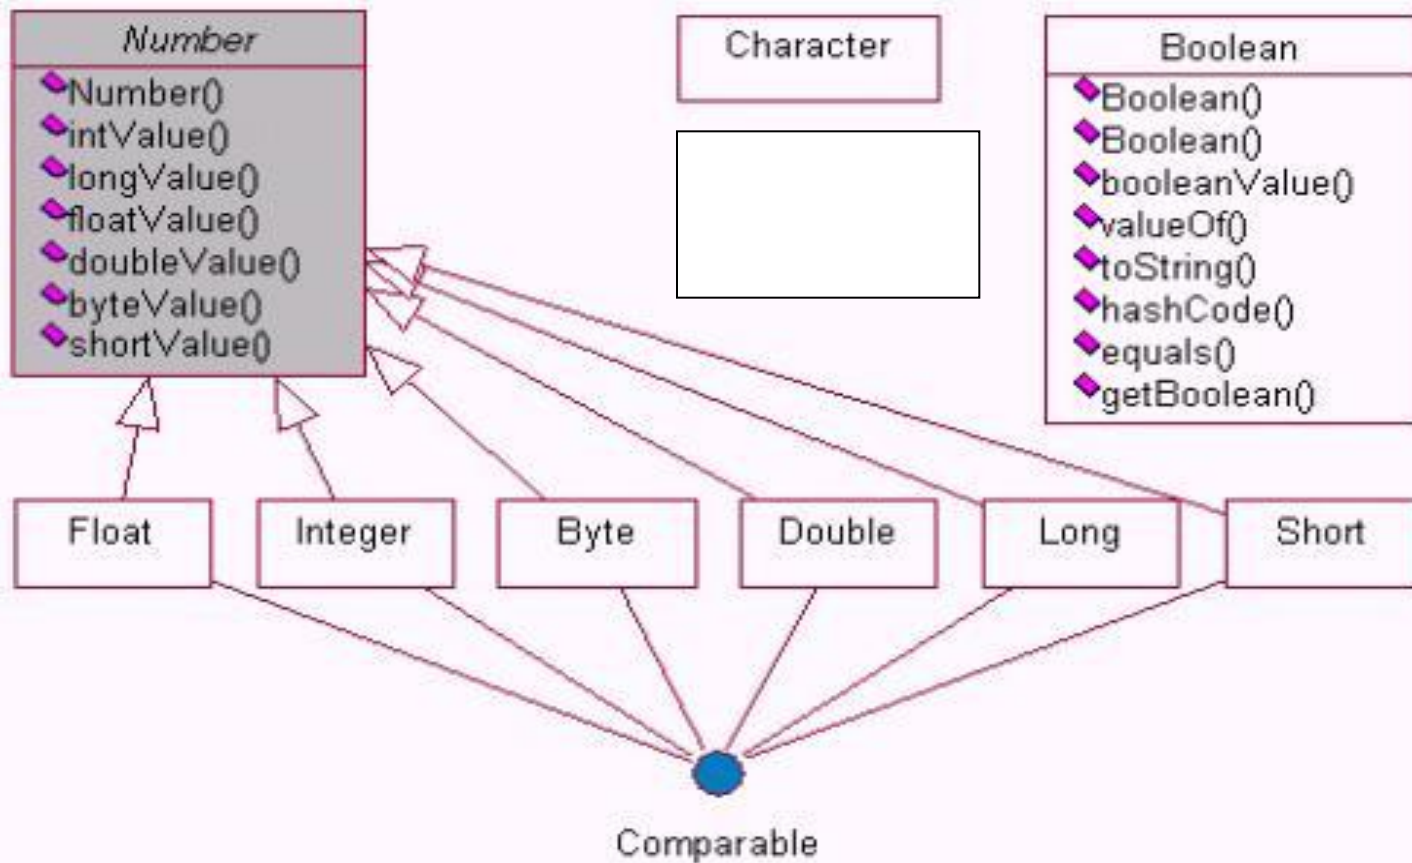 Number
Number()
intValue()
longValue()
floatValue()
doubleValue()
byteValue()
shortValue()
Character
Boolean
Boolean()
Boolean()
booleanValue()
valueOf()
toString()
hashCode()
equals()
getBoolean()
Float
Integer
Byte
Double
Long
Short
Comparable